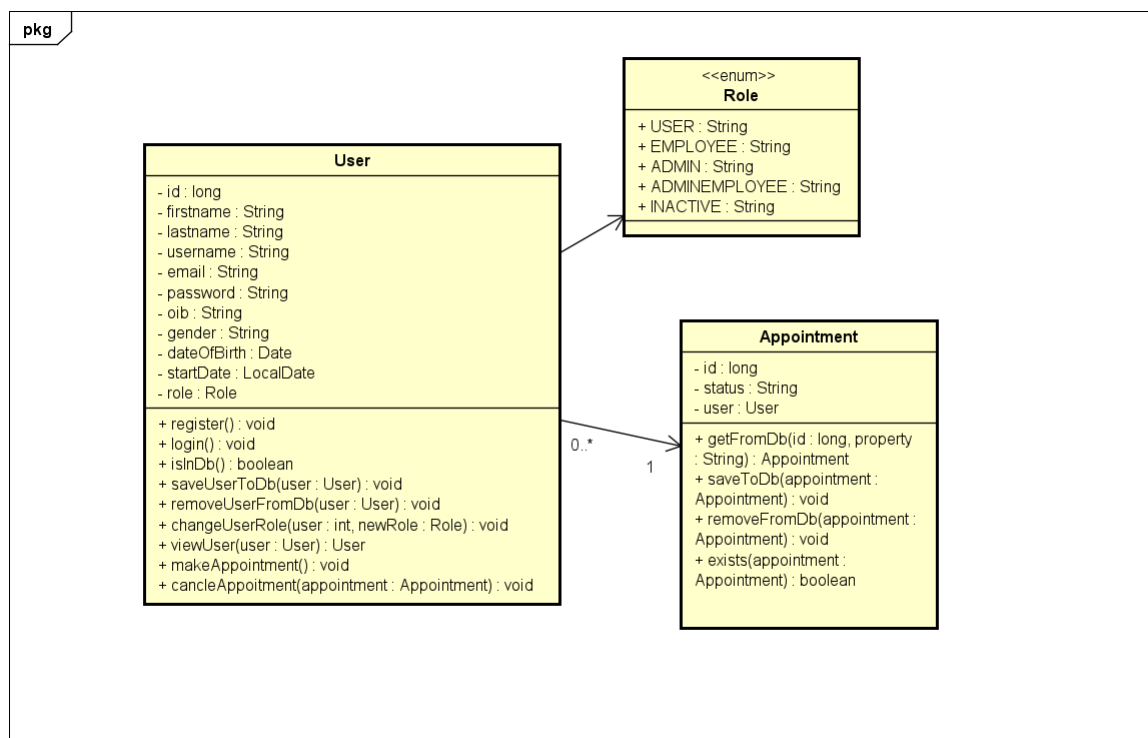 pkg
<<enum>>
Role
+ USER : String
+ EMPLOYEE : String
+ ADMIN : String
+ ADMINEMPLOYEE : String
+ INACTIVE : String
User
- id : long
- firstname : String
- lastname : String
- username : String
- email : String
- password : String
- oib : String
- gender : String
- dateOfBirth : Date
- startDate : LocalDate
- role : Role
+ register() : void
+ login() : void
+ isInDb() : boolean
+ saveUserToDb(user : User) : void
+ removeUserFromDb(user : User) : void
+ changeUserRole(user : int, newRole : Role) : void
+ viewUser(user : User) : User
+ makeAppointment() : void
+ cancleAppoitment(appointment : Appointment) : void
0..*
1
Appointment
- id : long
- status : String
- user : User
+ getFromDb(id : long, property
: String) : Appointment
+ saveToDb(appointment :
Appointment) : void
+ removeFromDb(appointment :
Appointment) : void
+ exists(appointment :
Appointment) : boolean